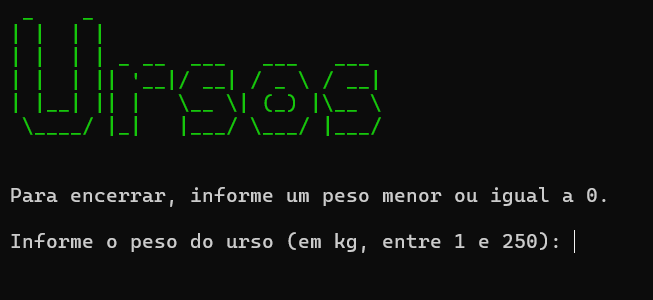 Ursos
Para encerrar, informe um peso menor ou igual a 0.
Informe o peso do urso (em kg, entre 1 e 250):